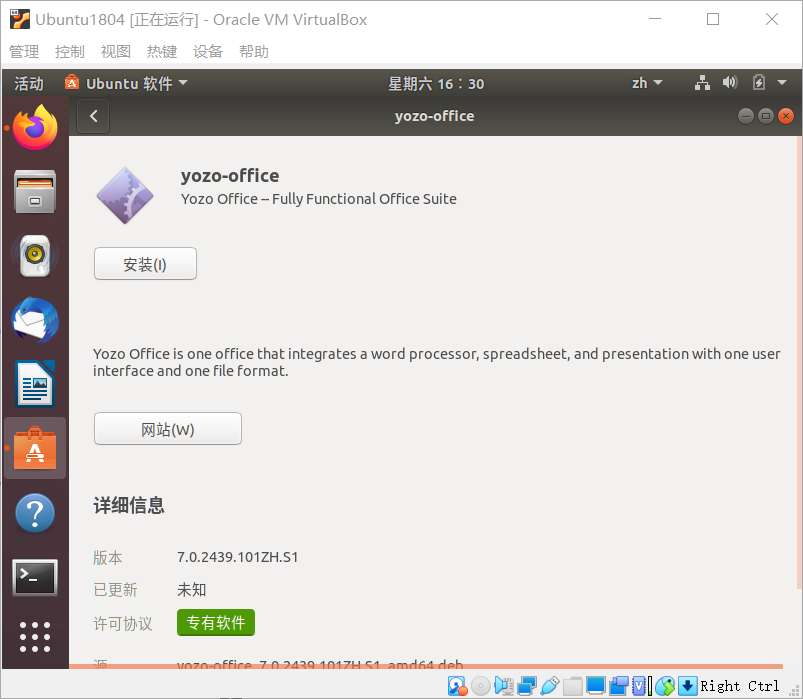 Ubuntu1804 [正在运行] - Oracle VM VirtualBox
管理 控制 视图 热键 设备 帮助
活动 Ubuntu 软件 星期六 16：30 zh
yozo-office
yozo-office
Yozo Office – Fully Functional Office Suite
安装(I)
Yozo Office is one office that integrates a word processor, spreadsheet, and presentation with one user
interface and one file format.
网站(W)
详细信息
版本 7.0.2439.101ZH.S1
已更新 未知
许可协议 专有软件
源 yozo-office_7.0.2439.101ZH.S1_amd64.deb
Right Ctrl